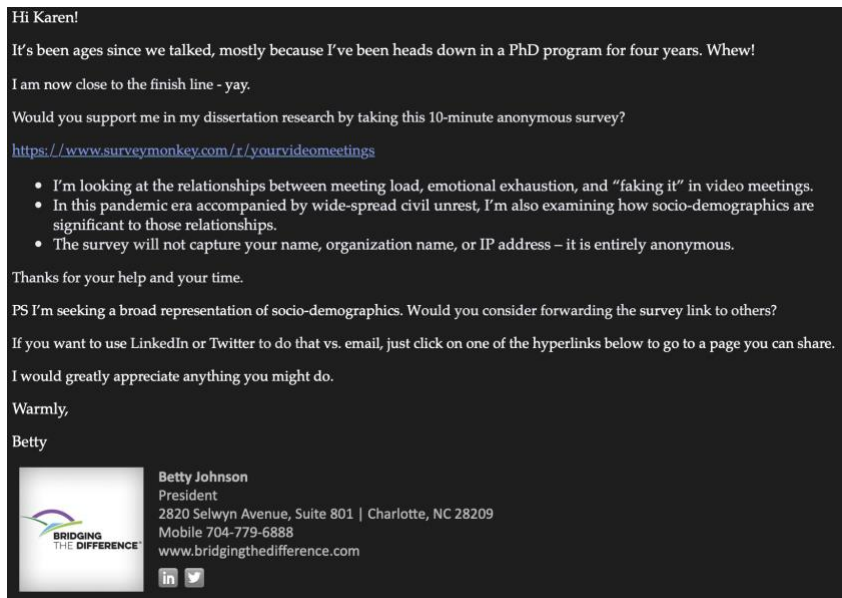 Hi Karen!
It's been ages since we talked, mostly because I've been heads down in a PhD program for four years. Whew!
I am now close to the finish line - yay.
Would you support me in my dissertation research by taking this 10-minute anonymous survey?
https://www.surveymonkey.com/r/yourvideomeetings
• I'm looking at the relationships between meeting load, emotional exhaustion, and “faking it” in video meetings.
• In this pandemic era accompanied by wide-spread civil unrest, I'm also examining how socio-demographics are
significant to those relationships.
• The survey will not capture your name, organization name, or IP address – it is entirely anonymous.
Thanks for your help and your time.
PS I'm seeking a broad representation of socio-demographics. Would you consider forwarding the survey link to others?
If you want to use LinkedIn or Twitter to do that vs. email, just click on one of the hyperlinks below to go to a page you can share.
I would greatly appreciate anything you might do.
Warmly,
Betty
BRIDGING
THE DIFFERENCE
Betty Johnson
President
2820 Selwyn Avenue, Suite 801 | Charlotte, NC 28209
Mobile 704-779-6888
www.bridgingthedifference.com
in